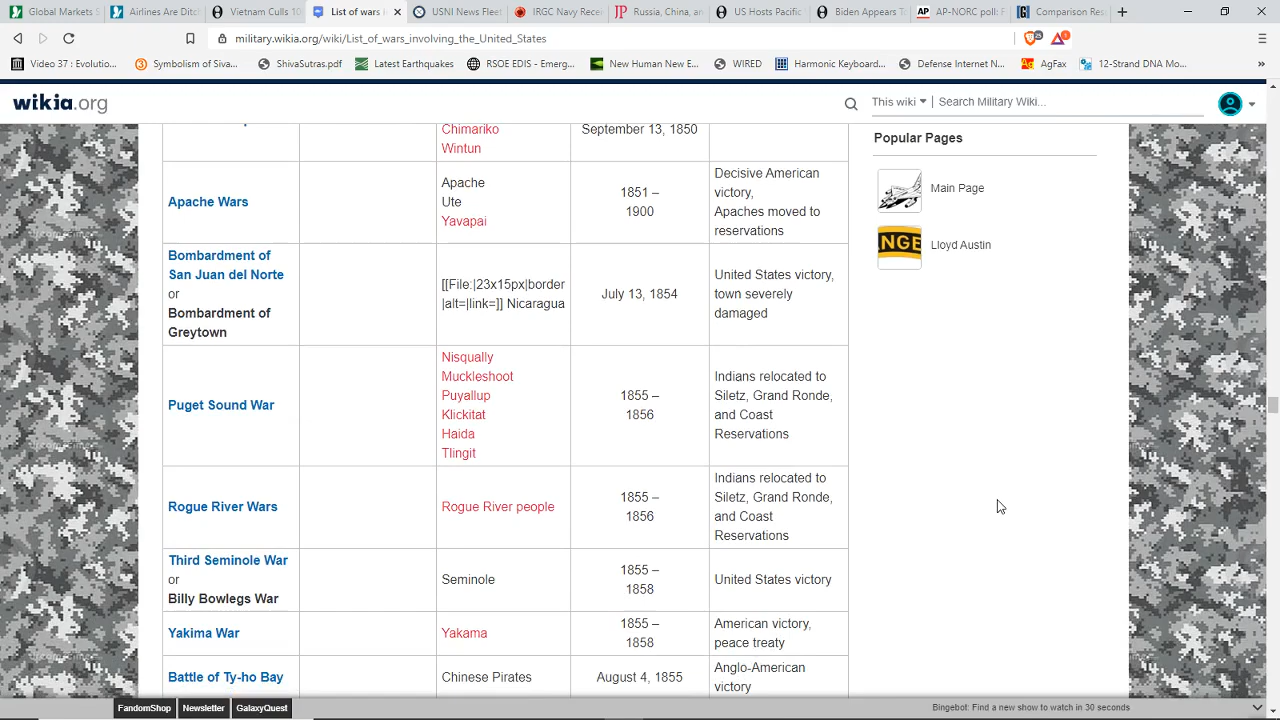 Global Markets S
Airlines Are Ditch
Vietnam Culls 10
List of wars i
USNI News Fleet
IRGC Navy Rece
Russia, China, an
US Hosts Pacific
Biden Appears To
AP AP-NORC poll: F
Comparison Res
military.wikia.org/wiki/List_of_wars_involving_the_United_States
Video 37 : Evolutio...
Symbolism of Siva...
ShivaSutras.pdf
Latest Earthquakes
RSOE EDIS - Emerg...
New Human New E...
WIRED
Harmonic Keyboard...
Defense Internet N...
Ag AgFax
12-Strand DNA Mo...
wikia.org
This wiki
Search Military Wiki...
Chimariko
Wintun
September 13, 1850
Apache Wars
Apache
Ute
Yavapai
1851 –
1900
Decisive American
victory,
Apaches moved to
reservations
Bombardment of
San Juan del Norte
or
Bombardment of
Greytown
[[File:|23x15px|border
|alt=|link=]] Nicaragua
July 13, 1854
United States victory,
town severely
damaged
Puget Sound War
Nisqually
Muckleshoot
Puyallup
Klickitat
Haida
Tlingit
1855 –
1856
Indians relocated to
Siletz, Grand Ronde,
and Coast
Reservations
Rogue River Wars
Rogue River people
1855 –
1856
Indians relocated to
Siletz, Grand Ronde,
and Coast
Reservations
Third Seminole War
or
Billy Bowlegs War
Seminole
1855 –
1858
United States victory
Yakima War
Yakama
1855 –
1858
American victory,
peace treaty
Battle of Ty-ho Bay
Chinese Pirates
August 4, 1855
Anglo-American
victory
Popular Pages
Main Page
NGE
Lloyd Austin
FandomShop
Newsletter
GalaxyQuest
Bingebot: Find a new show to watch in 30 seconds